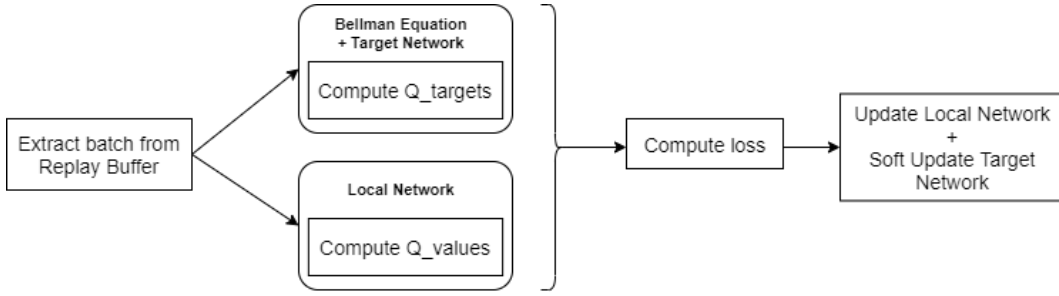 Extract batch from
Replay Buffer
Bellman Equation
+ Target Network
Compute Q_targets
Local Network
Compute Q_values
Compute loss
Update Local Network
+
Soft Update Target
Network